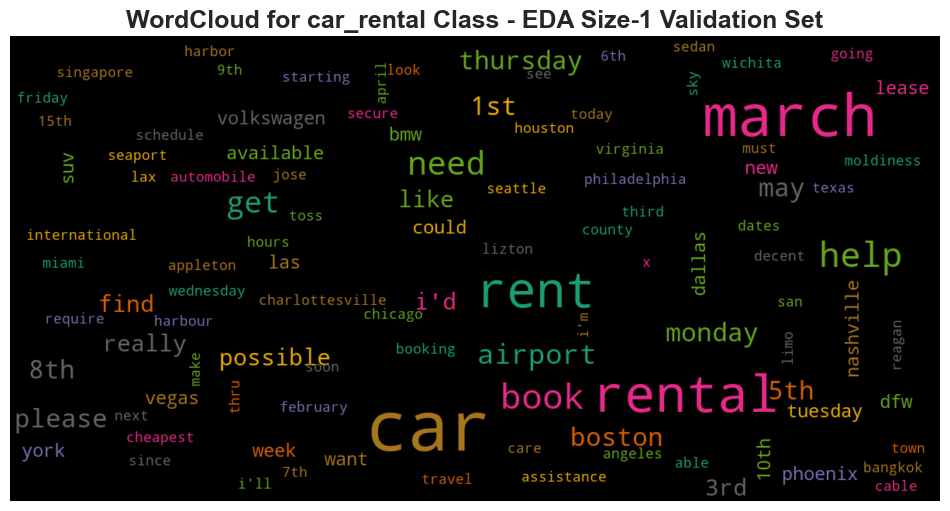 WordCloud for car_rental Class - EDA Size-1 Validation Set
harbor
sedan
going
singapore
9th
starting
april
look
thursday
see
6th
sky
wichita
friday
lease
15th
volkswagen
secure
1st
today
march
schedule
bmw
houston
seaport
available
need
virginia
must
moldiness
suv
lax
automobile
jose
seattle
philadelphia
new
may
texas
get
toss
like
third
international
could
county
dates
hours
lizton
dallas
decent
help
miami
appleton
las
x
find
wednesday
charlottesville
i'd
rent
san
nashville
require
harbour
chicago
i'm
monday
limo
reagan
really
possible
booking
airport
8th
make
soon
thru
vegas
february
book
rental
5th
tuesday
dfw
please
next
car
boston
york
cheapest
week
want
care
angeles
10th
town
since
7th
able
phoenix
bangkok
i'll
travel
assistance
3rd
cable